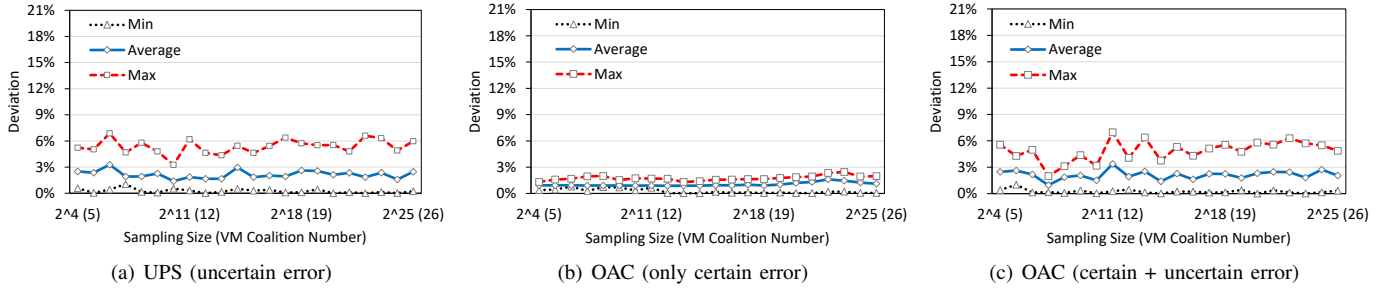 21%
18%
15%
12%
9%
6%
3%
0%
Deviation
Min
Average
Max
2^4 (5)
2^11 (12)
2^18 (19)
2^25 (26)
Sampling Size (VM Coalition Number)
(a) UPS (uncertain error)
21%
18%
15%
12%
9%
6%
3%
0%
Deviation
Min
Average
Max
2^4 (5)
2^11 (12)
2^18 (19)
2^25 (26)
Sampling Size (VM Coalition Number)
(b) OAC (only certain error)
21%
18%
15%
12%
9%
6%
3%
0%
Deviation
Min
Average
Max
2^4 (5)
2^11 (12)
2^18 (19)
2^25 (26)
Sampling Size (VM Coalition Number)
(c) OAC (certain + uncertain error)